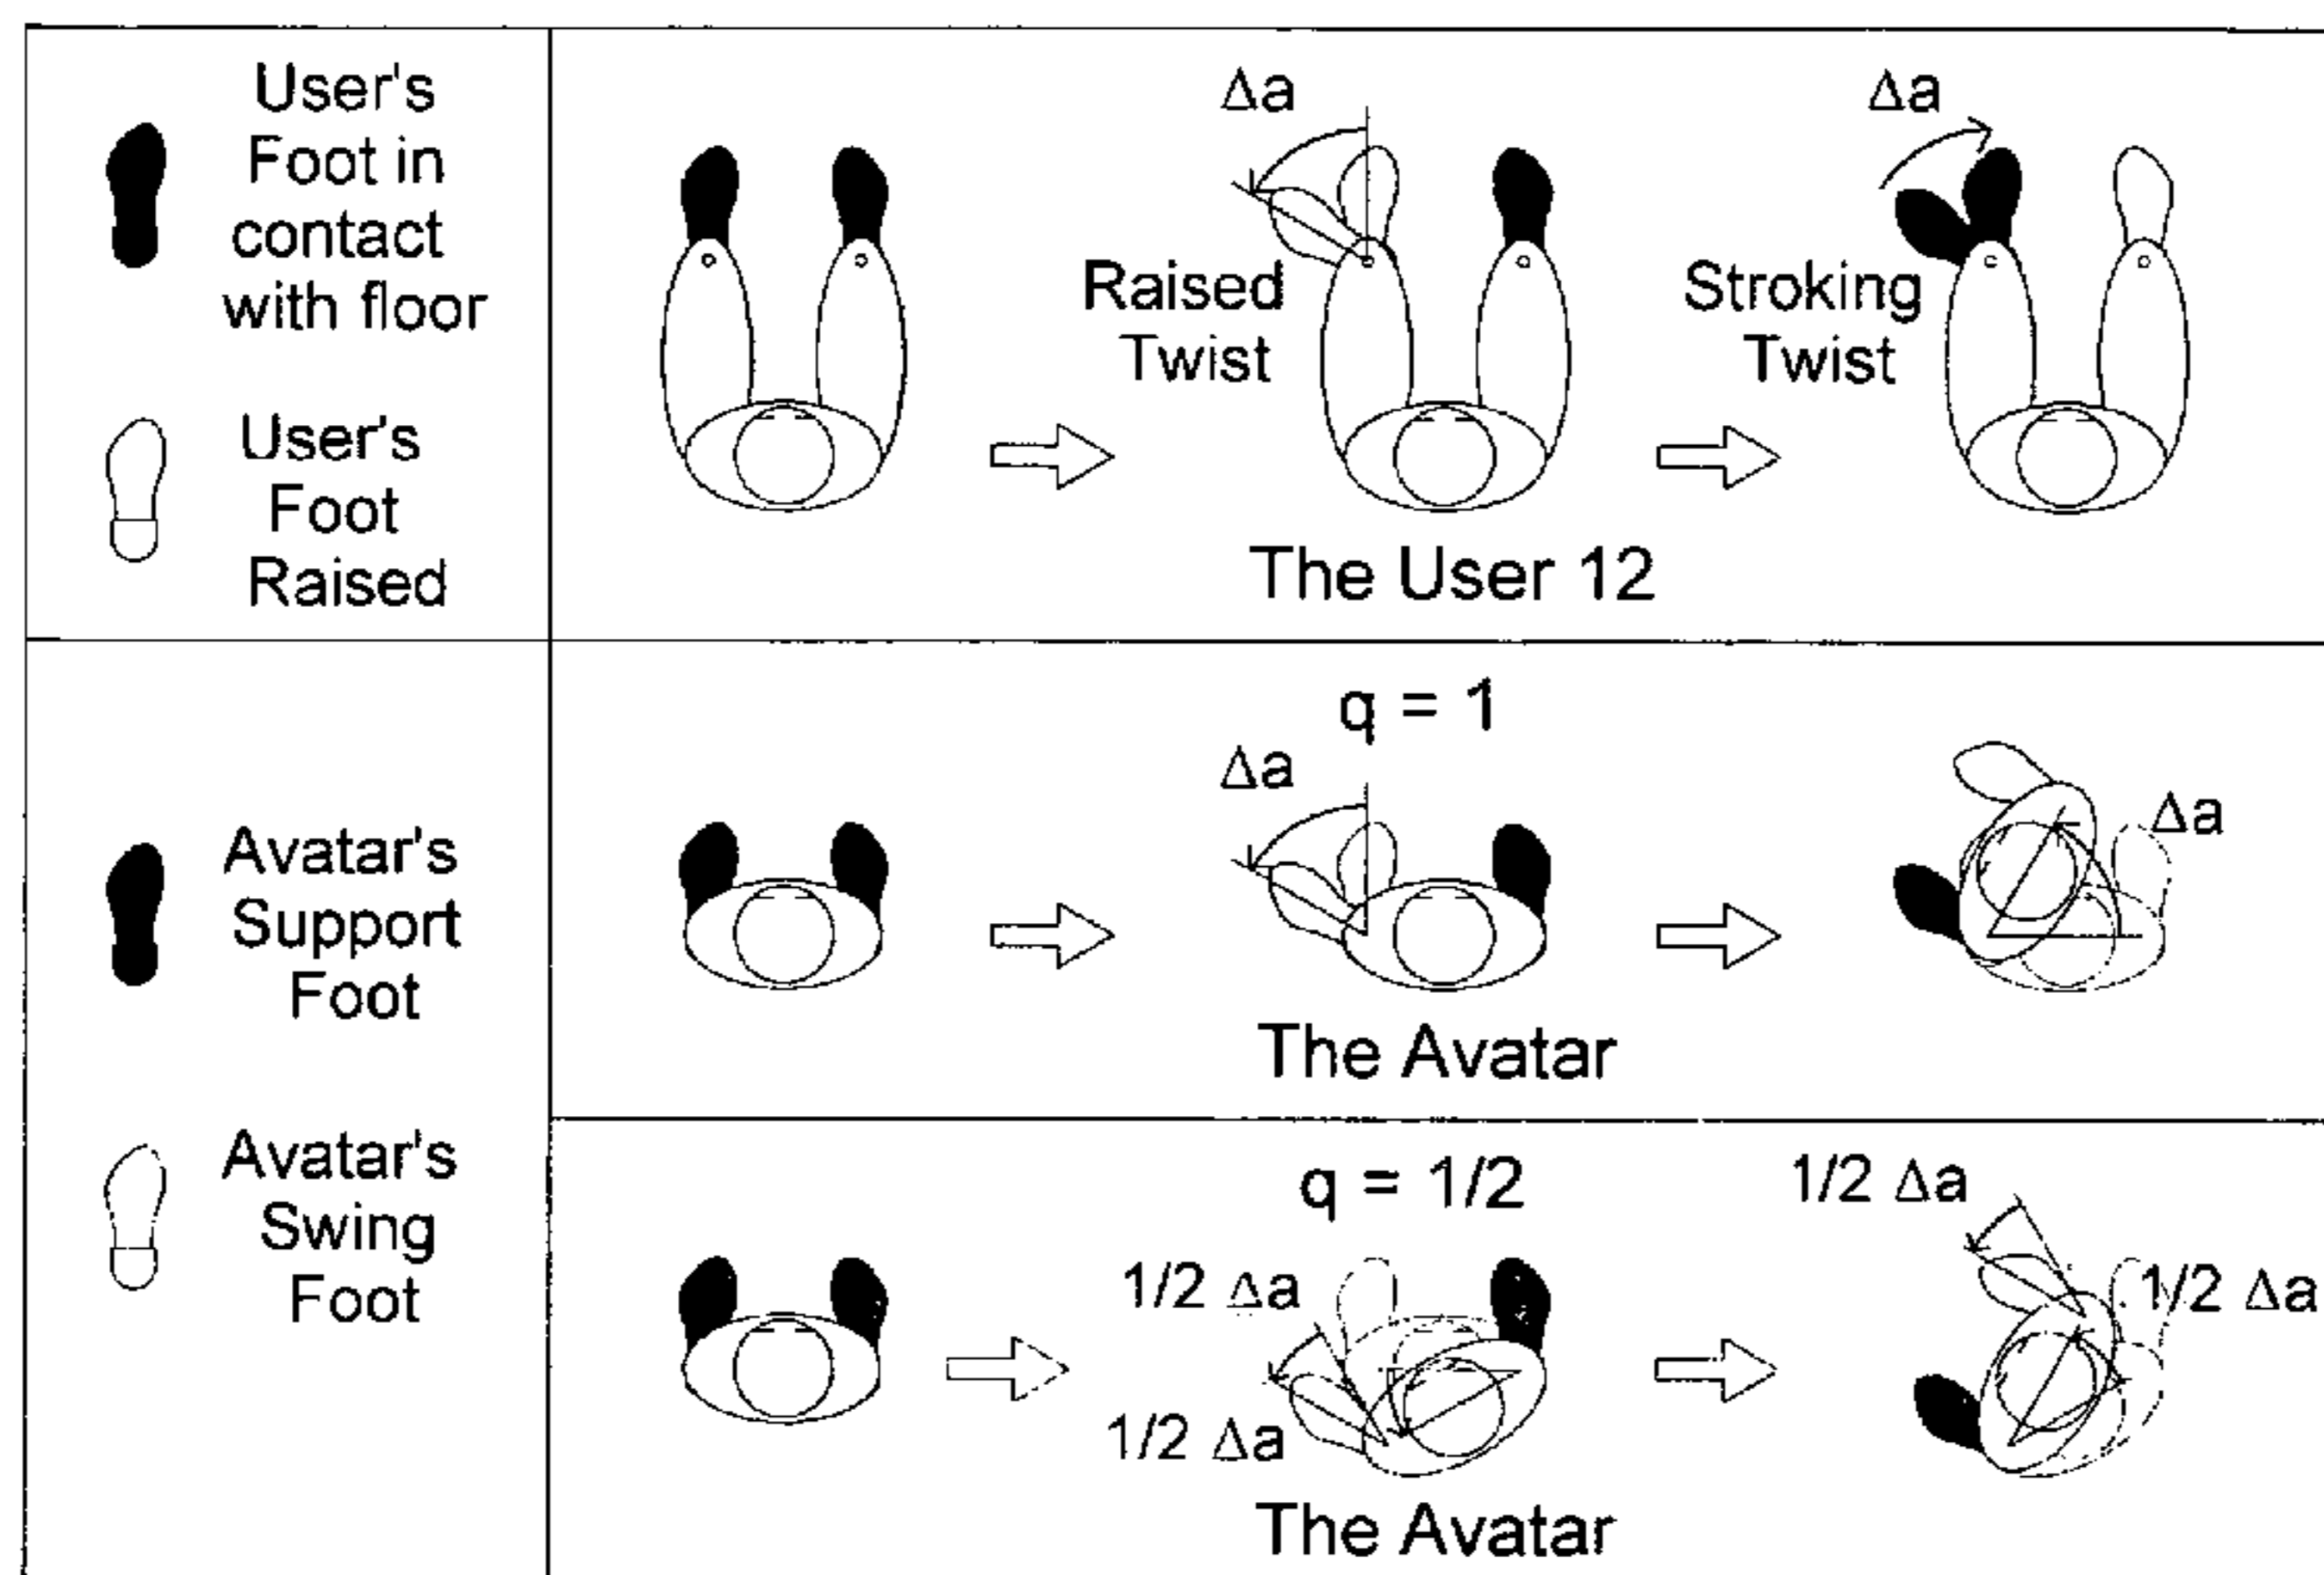 User's
Foot in
contact
with floor
User's
Foot
Raised
Δa
Raised
Twist
Δa
Stroking
Twist
The User 12
Avatar's
Support
Foot
Avatar's
Swing
Foot
q = 1
Δa
Δa
The Avatar
q = 1/2
1/2 Δa
1/2 Δa
1/2 Δa
1/2 Δa
The Avatar